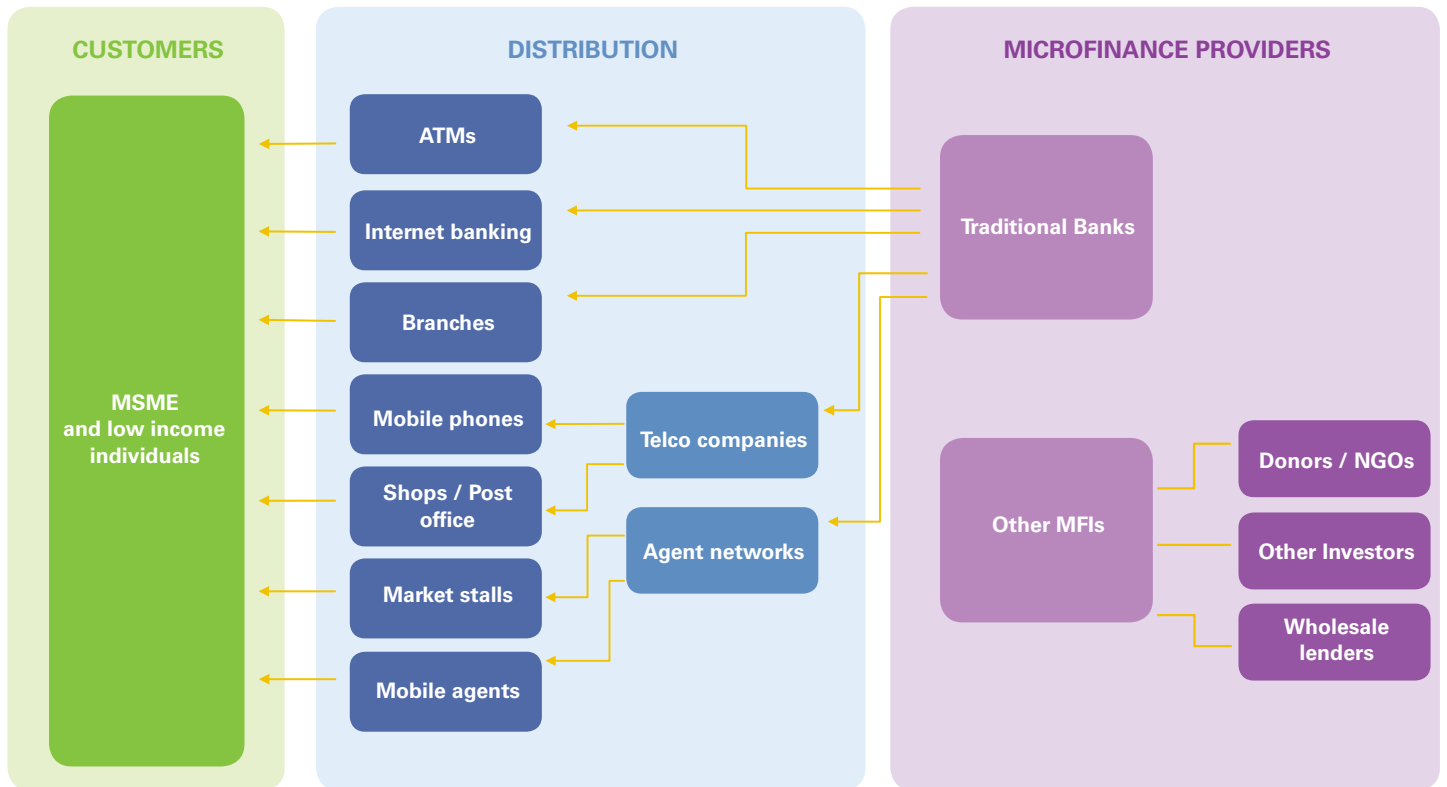 CUSTOMERS
MSME
and low income
individuals
DISTRIBUTION
ATMs
Internet banking
Branches
Mobile phones
Shops / Post
office
Market stalls
Mobile agents
Telco companies
Agent networks
MICROFINANCE PROVIDERS
Traditional Banks
Other MFIs
Donors / NGOs
Other Investors
Wholesale
lenders